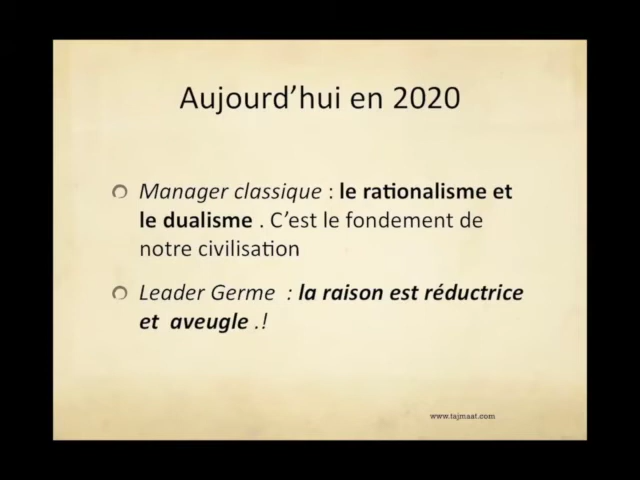 Aujourd’hui en 2020
Manager classique : le rationalisme et
le dualisme . C’est le fondement de
notre civilisation
Leader Germe  : la raison est réductrice
et  aveugle .!
www.tajmaat.com